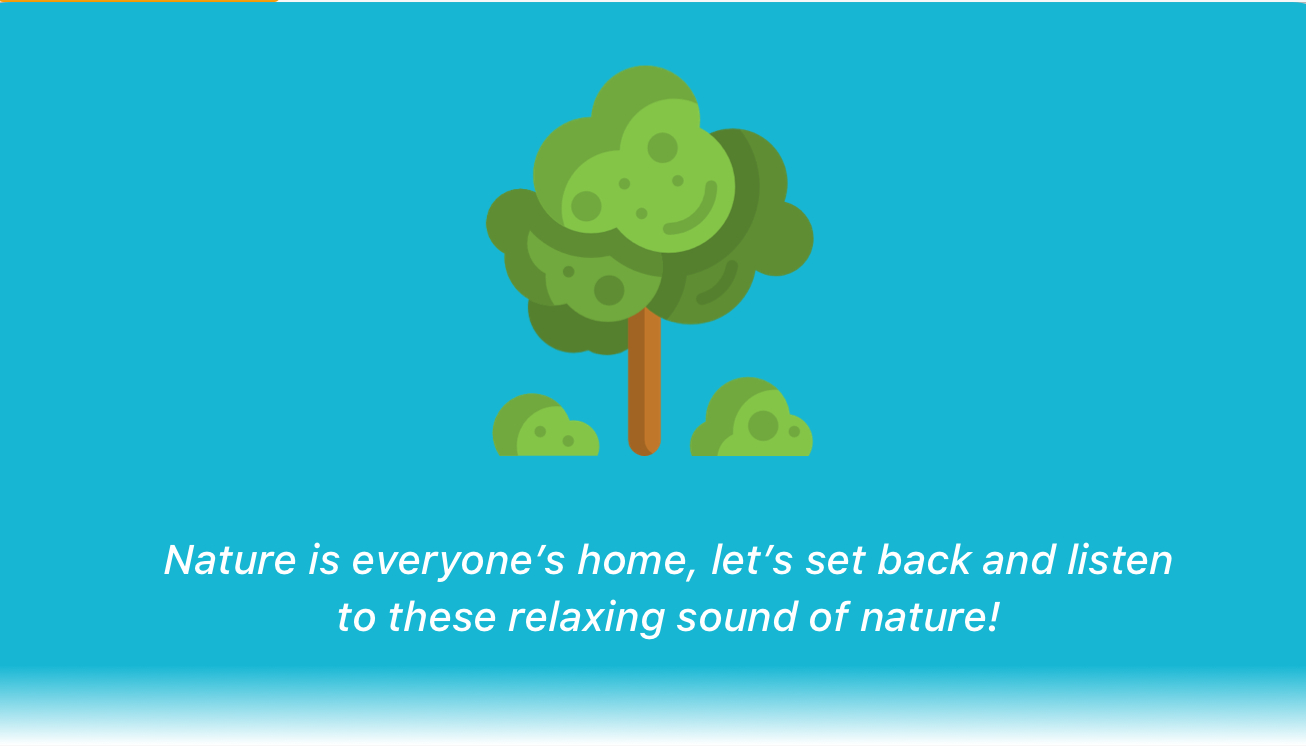 Nature is everyone’s home, let’s set back and listen
to these relaxing sound of nature!